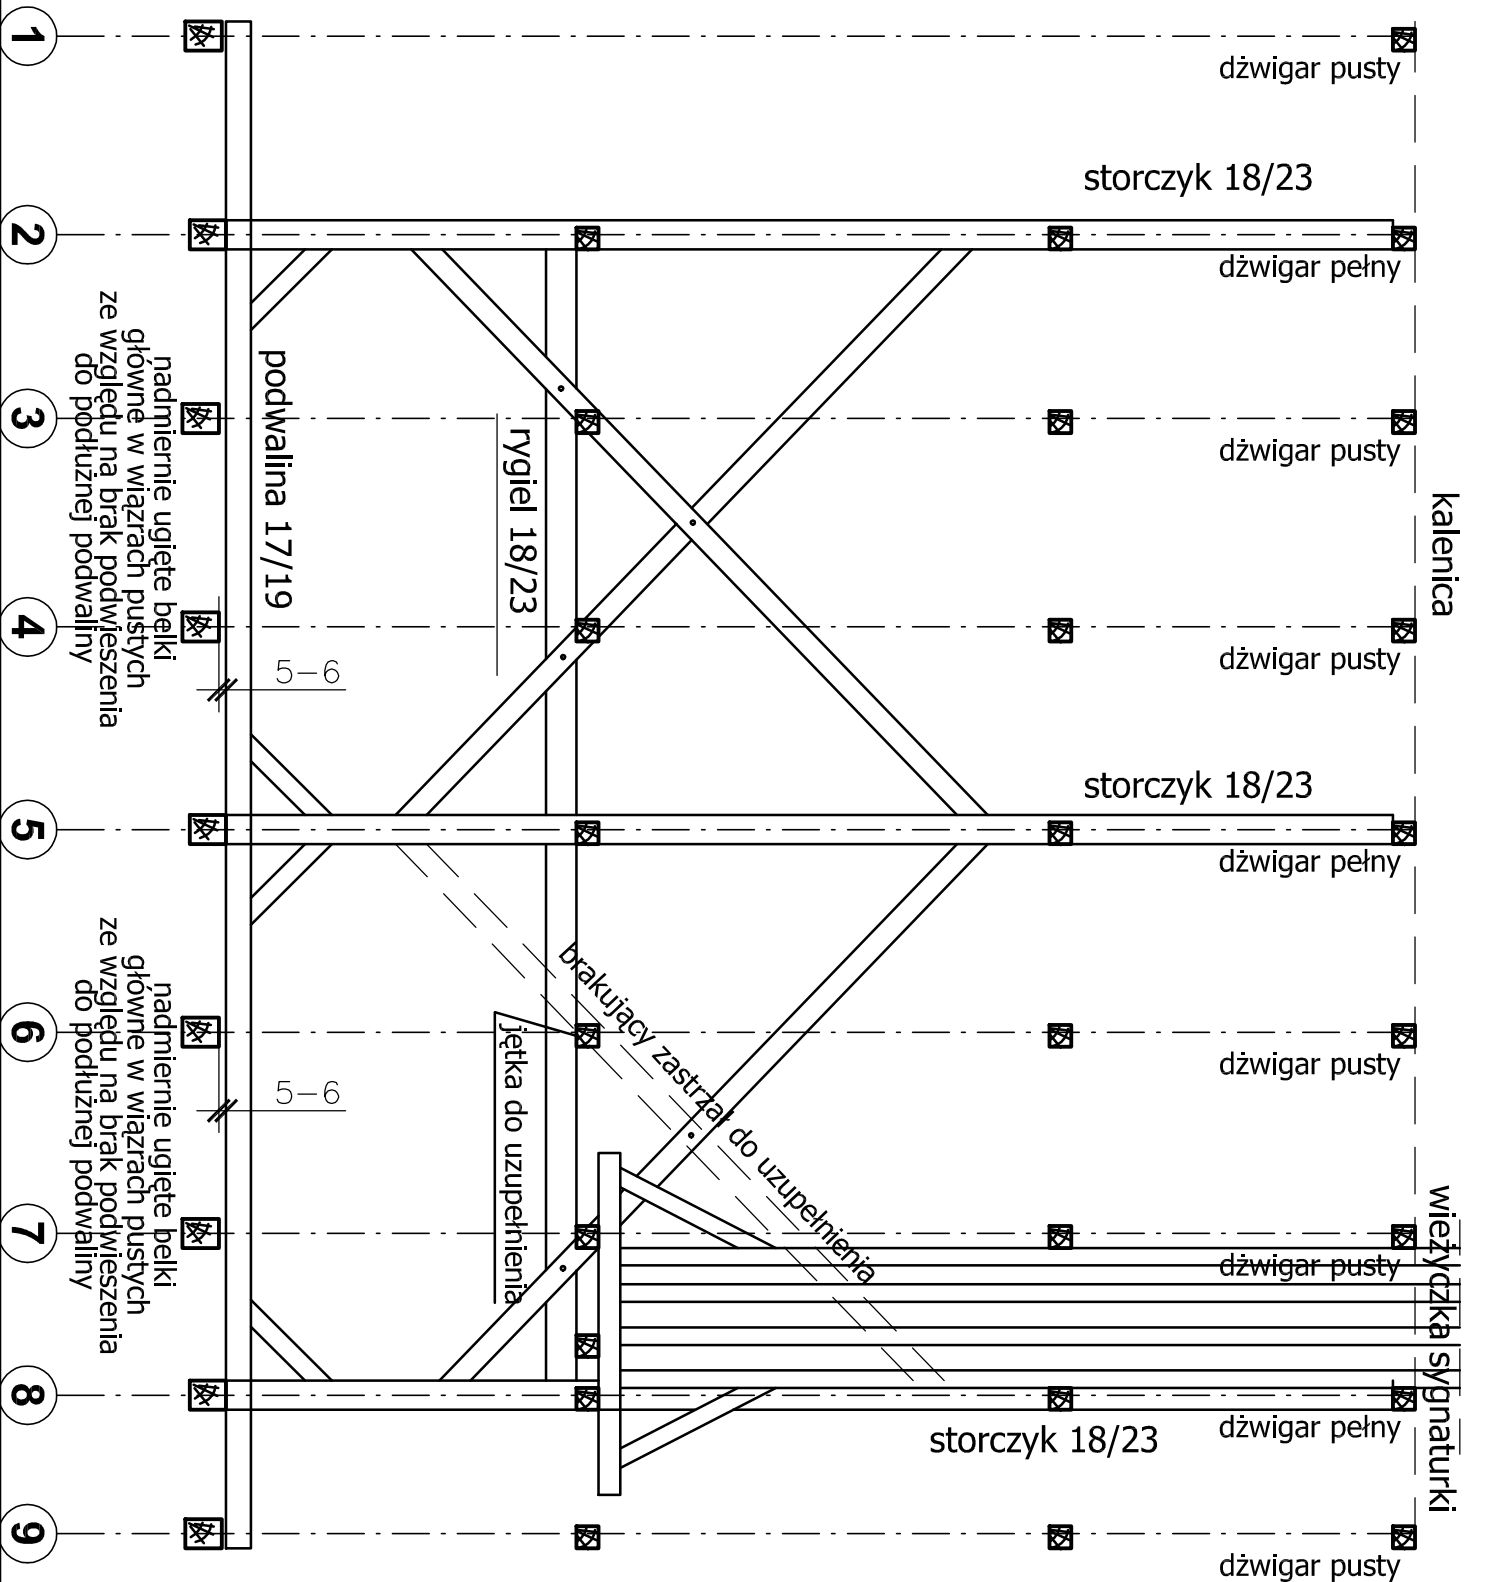 1
dźwigar pusty
storczyk 18/23
2
dźwigar pełny
3
dźwigar pusty
nadmiernie ugięte belki
główne w wiązrach pustych
ze względu na brak podwieszenia
do podłużnej podwaliny
podwalina 17/19
rygiel 18/23
kalenica
4
dźwigar pusty
5-6
storczyk 18/23
5
dźwigar pełny
brakujący zastrzał do uzupełnienia
6
dźwigar pusty
jętka do uzupełnienia
nadmiernie ugięte belki
główne w wiązrach pustych
ze względu na brak podwieszenia
do podłużnej podwaliny
5-6
7
dźwigar pusty
wieżyczka sygnaturki
8
dźwigar pełny
storczyk 18/23
9
dźwigar pusty